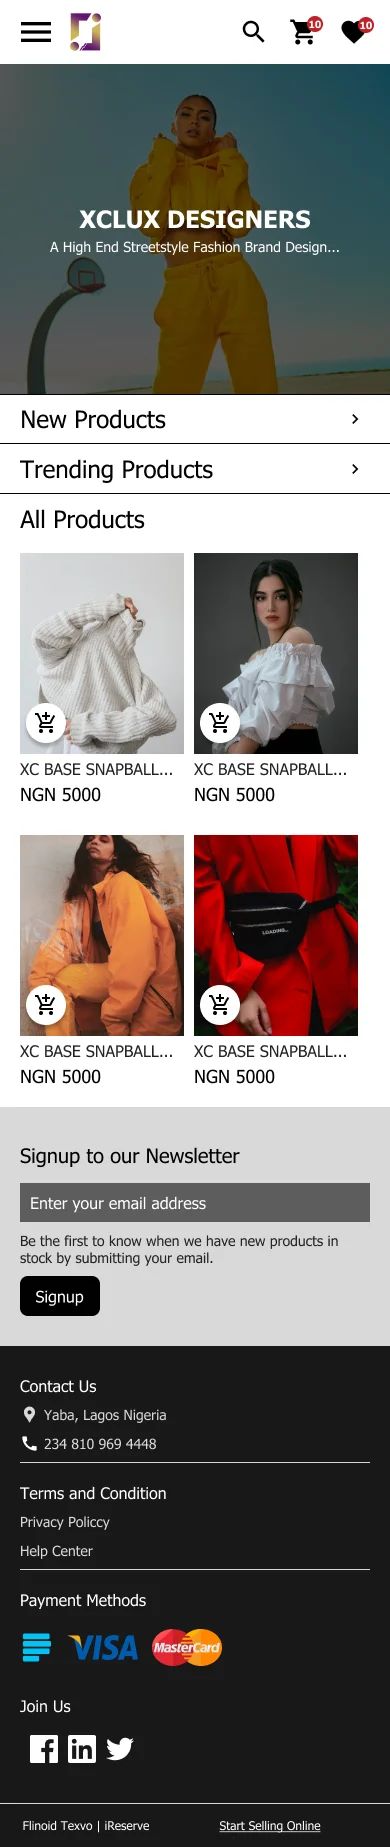 10
10
XCLUX DESIGNERS
A High End Streetstyle Fashion Brand Design...
New Products
Trending Products
All Products
XC BASE SNAPBALL...
NGN 5000
XC BASE SNAPBALL...
NGN 5000
LOADING...
XC BASE SNAPBALL...
NGN 5000
XC BASE SNAPBALL...
NGN 5000
Signup to our Newsletter
Enter your email address
Be the first to know when we have new products in
stock by submitting your email.
Signup
Contact Us
Yaba, Lagos Nigeria
234 810 969 4448
Terms and Condition
Privacy Policcy
Help Center
Payment Methods
VISA
MasterCard
Join Us
Flinoid Texvo | iReserve
Start Selling Online